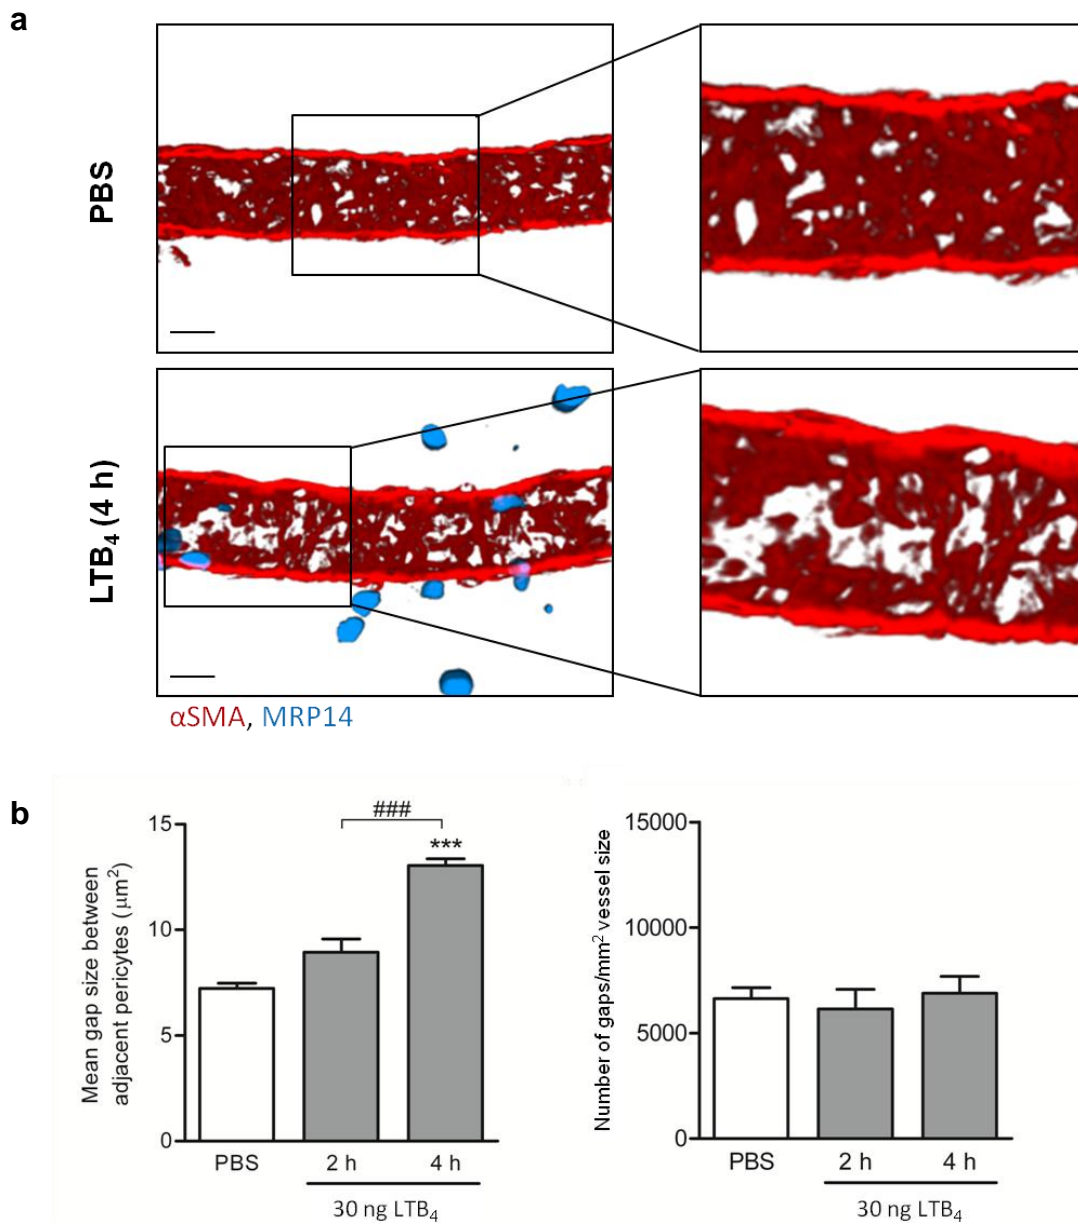 a
PBS
LTB₄ (4 h)
αSMA, MRP14
b
Mean gap size between
adjacent pericytes (μm²)
15
10
5
0
###
***
PBS
2 h
4 h
30 ng LTB₄
Number of gaps/mm² vessel size
15000
10000
5000
0
PBS
2 h
4 h
30 ng LTB₄